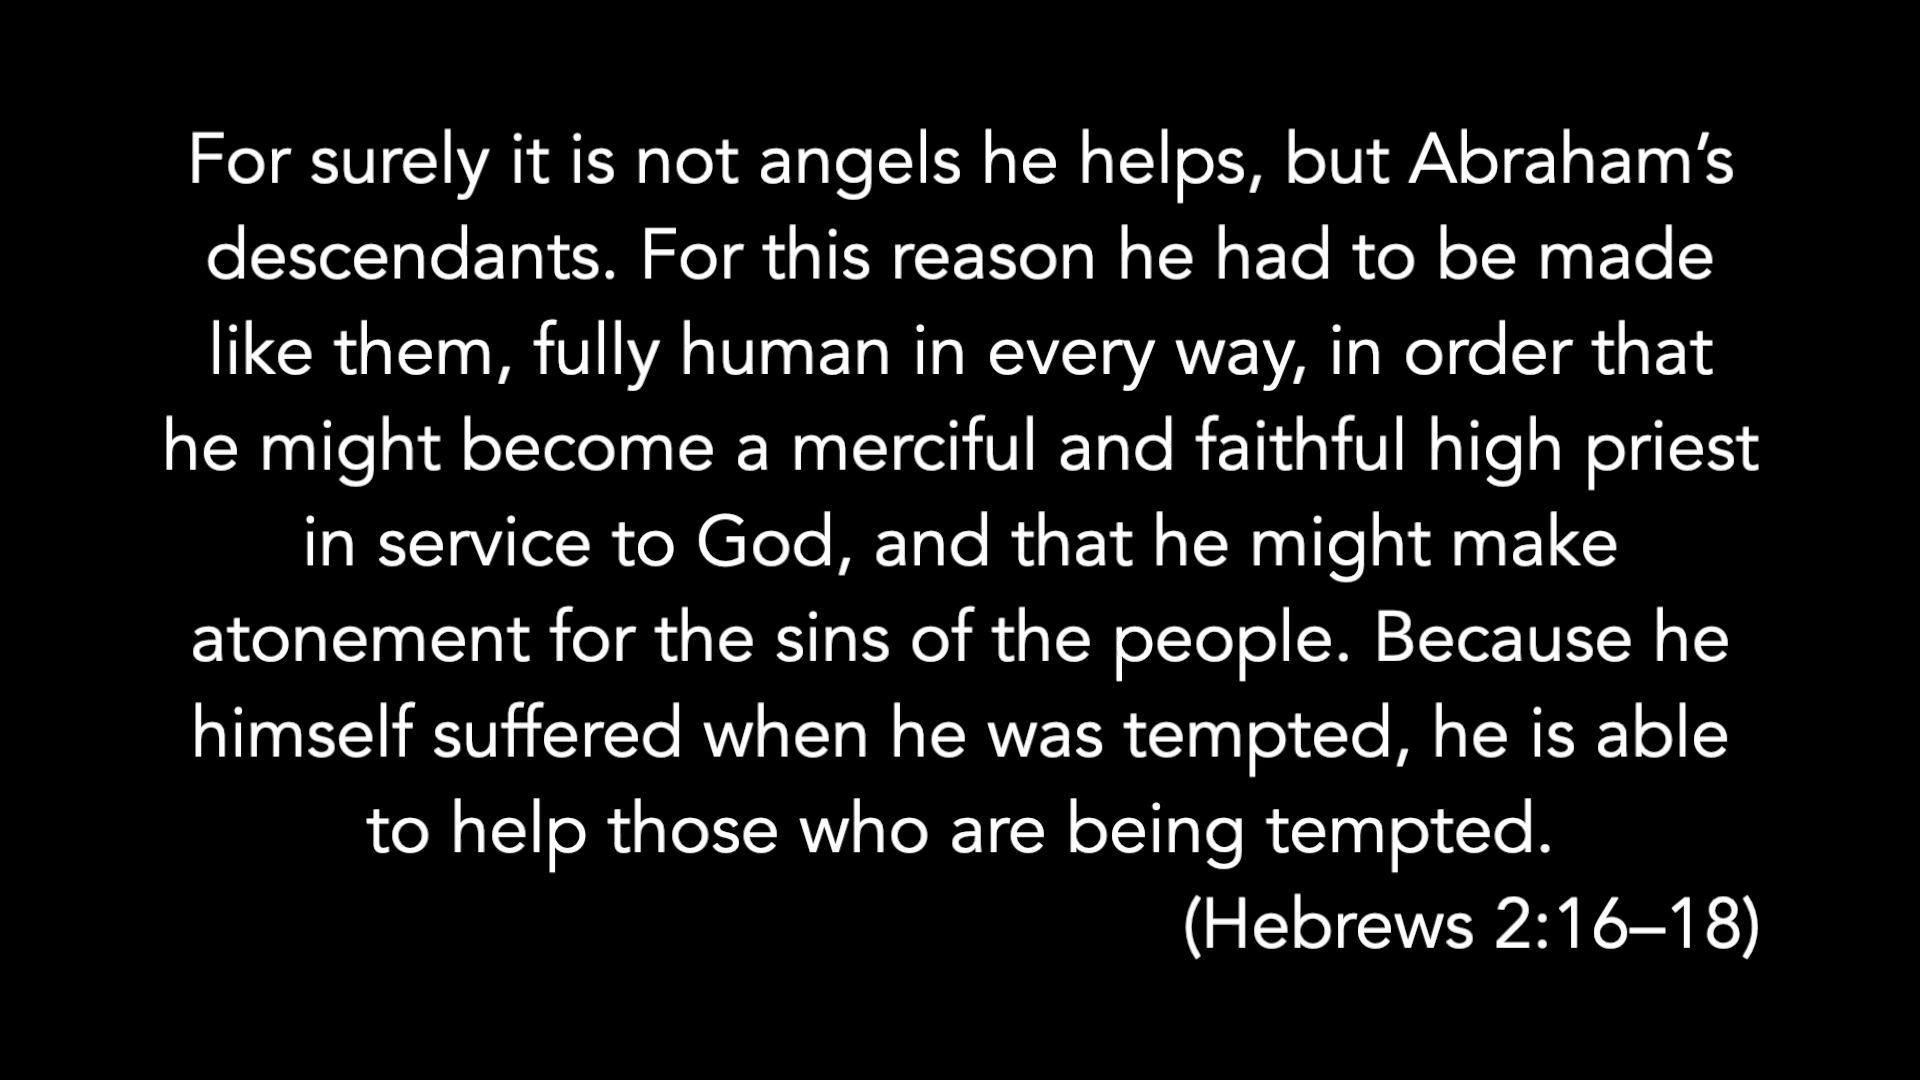 For surely it is not angels he helps, but Abraham’s
descendants. For this reason he had to be made
like them, fully human in every way, in order that
he might become a merciful and faithful high priest
in service to God, and that he might make
atonement for the sins of the people. Because he
himself suffered when he was tempted, he is able
to help those who are being tempted.
(Hebrews 2:16–18)